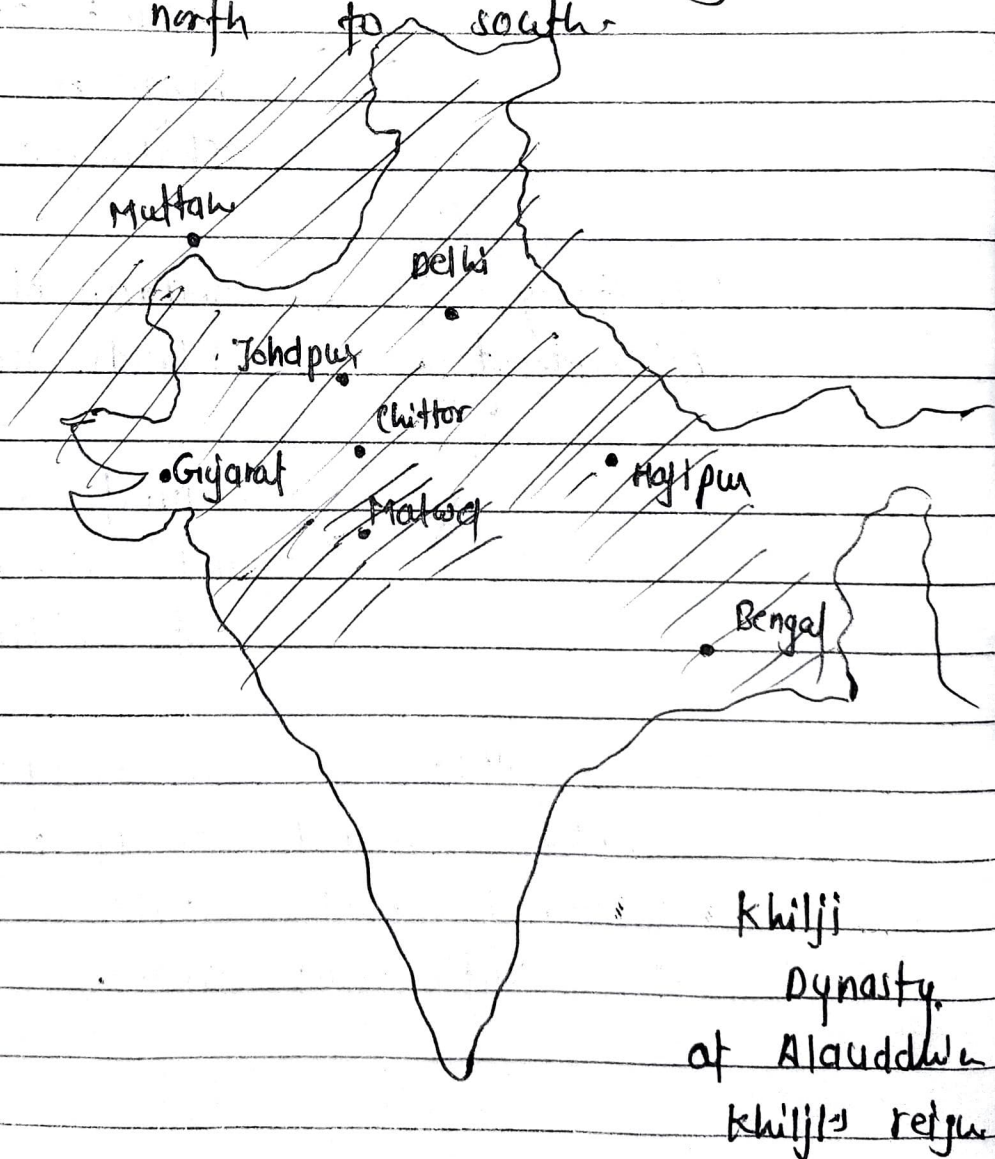 north to south.
Multan
Delhi
Johdpur
Chittor
Gujarat
Hajipur
Malwa
Bengal
Khilji
Dynasty.
at Alauddin
Khilji's reign